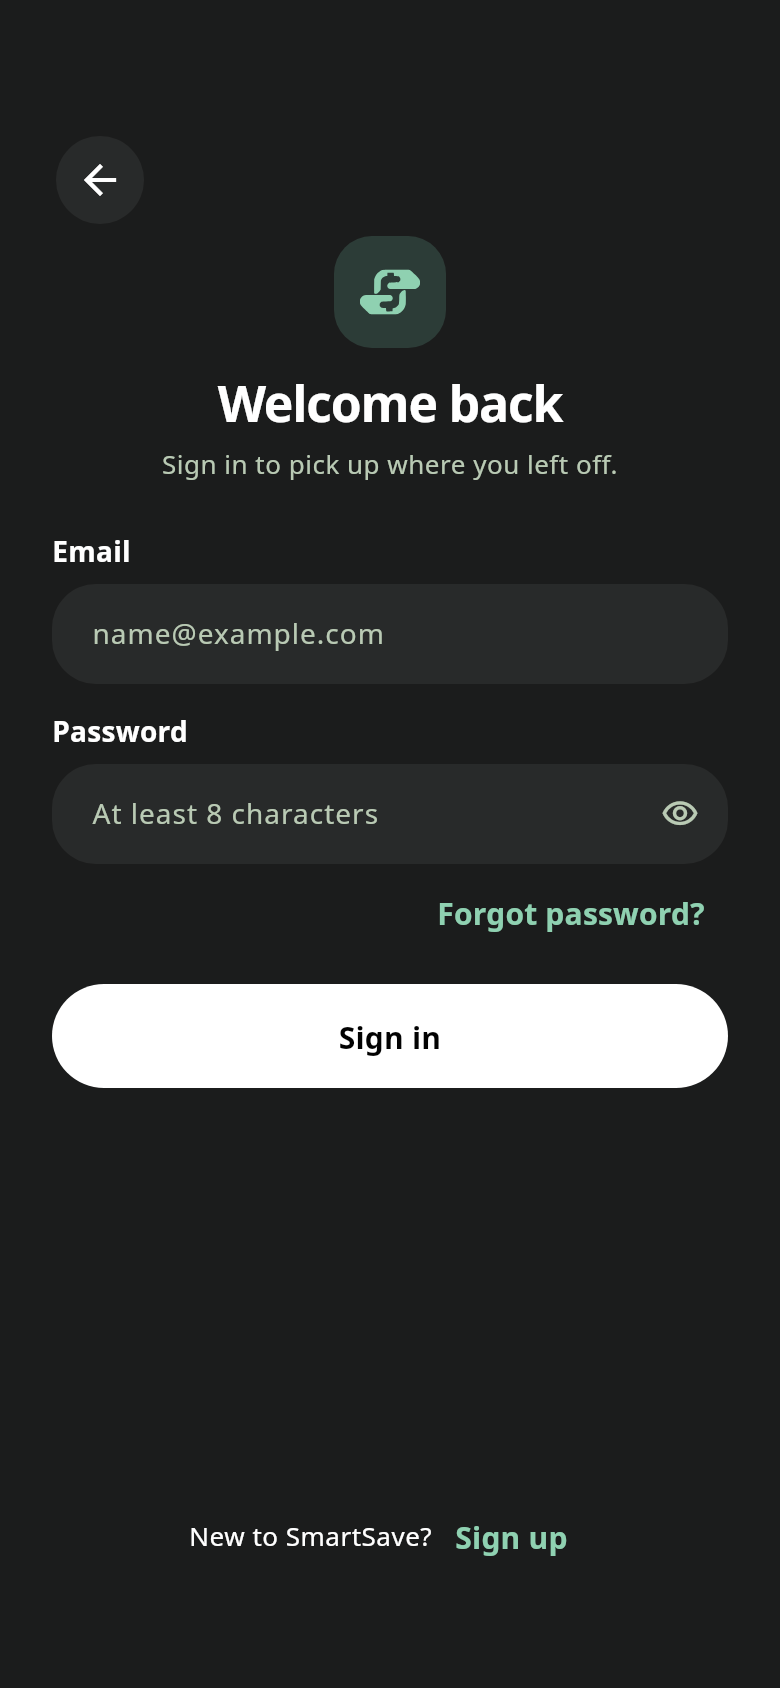 Welcome back
Sign in to pick up where you left off.
Email
name@example.com
Password
At least 8 characters
Forgot password?
Sign in
New to SmartSave? Sign up